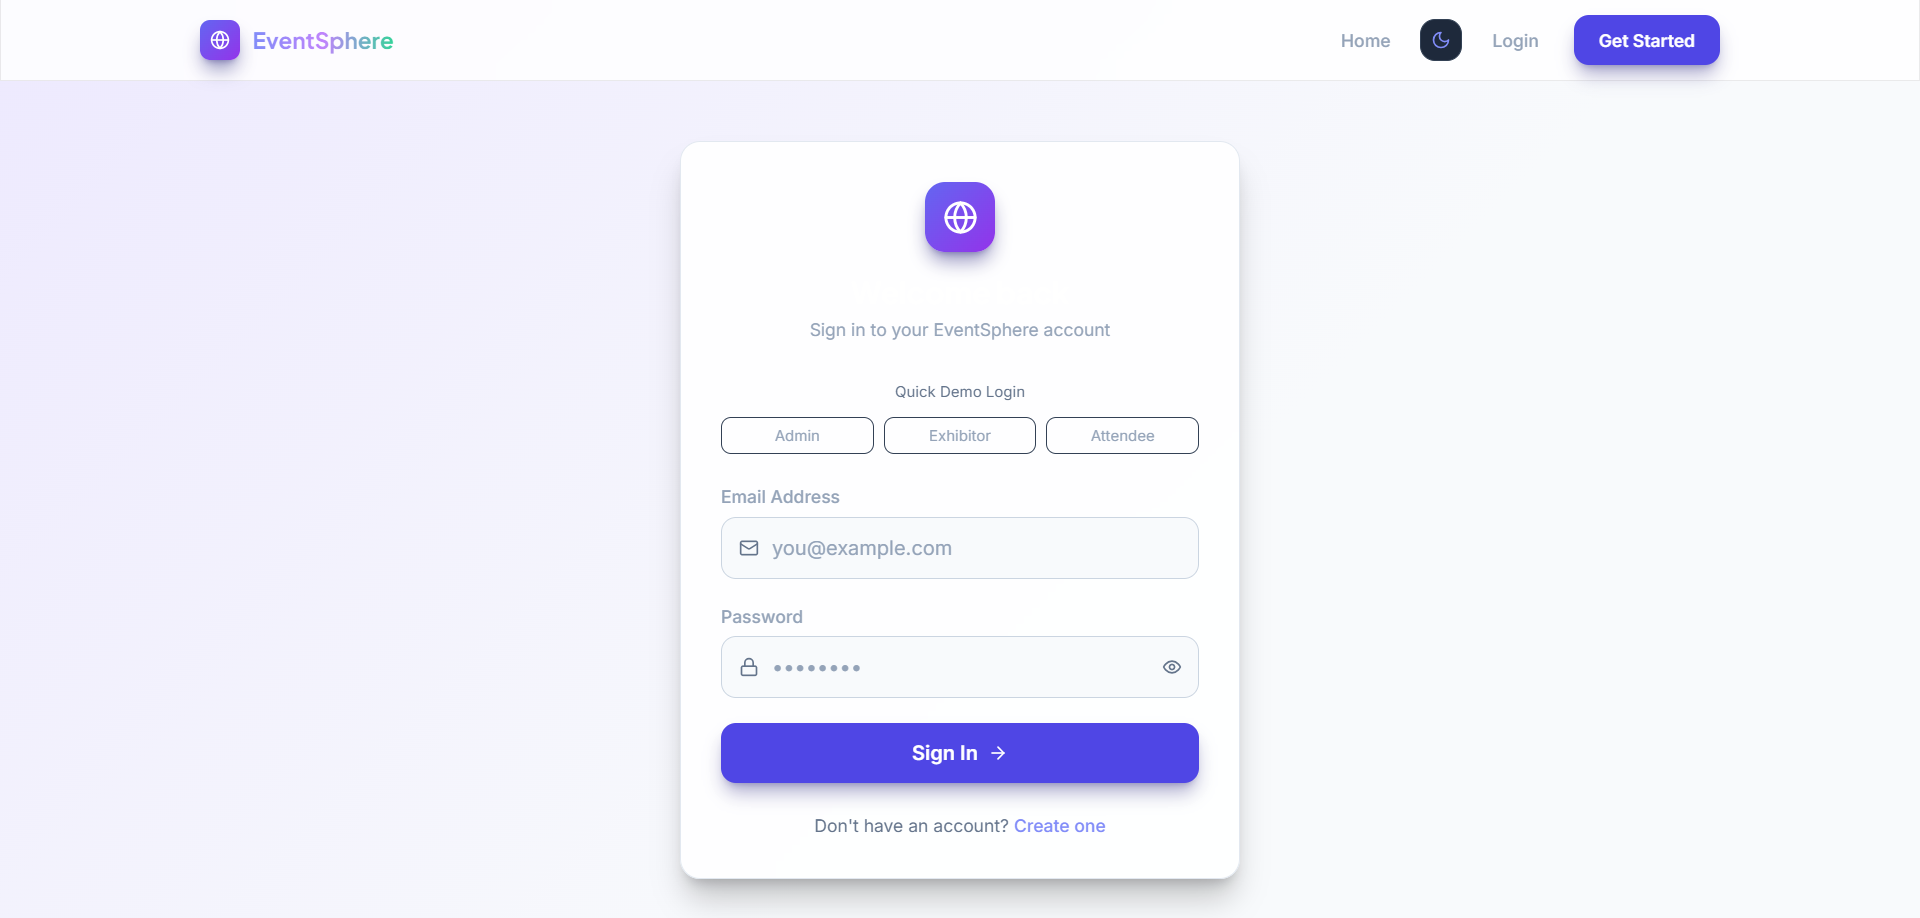 EventSphere
Home
Login
Get Started
Sign in to your EventSphere account
Quick Demo Login
Admin
Exhibitor
Attendee
Email Address
you@example.com
Password
••••••••
Sign In →
Don't have an account? Create one